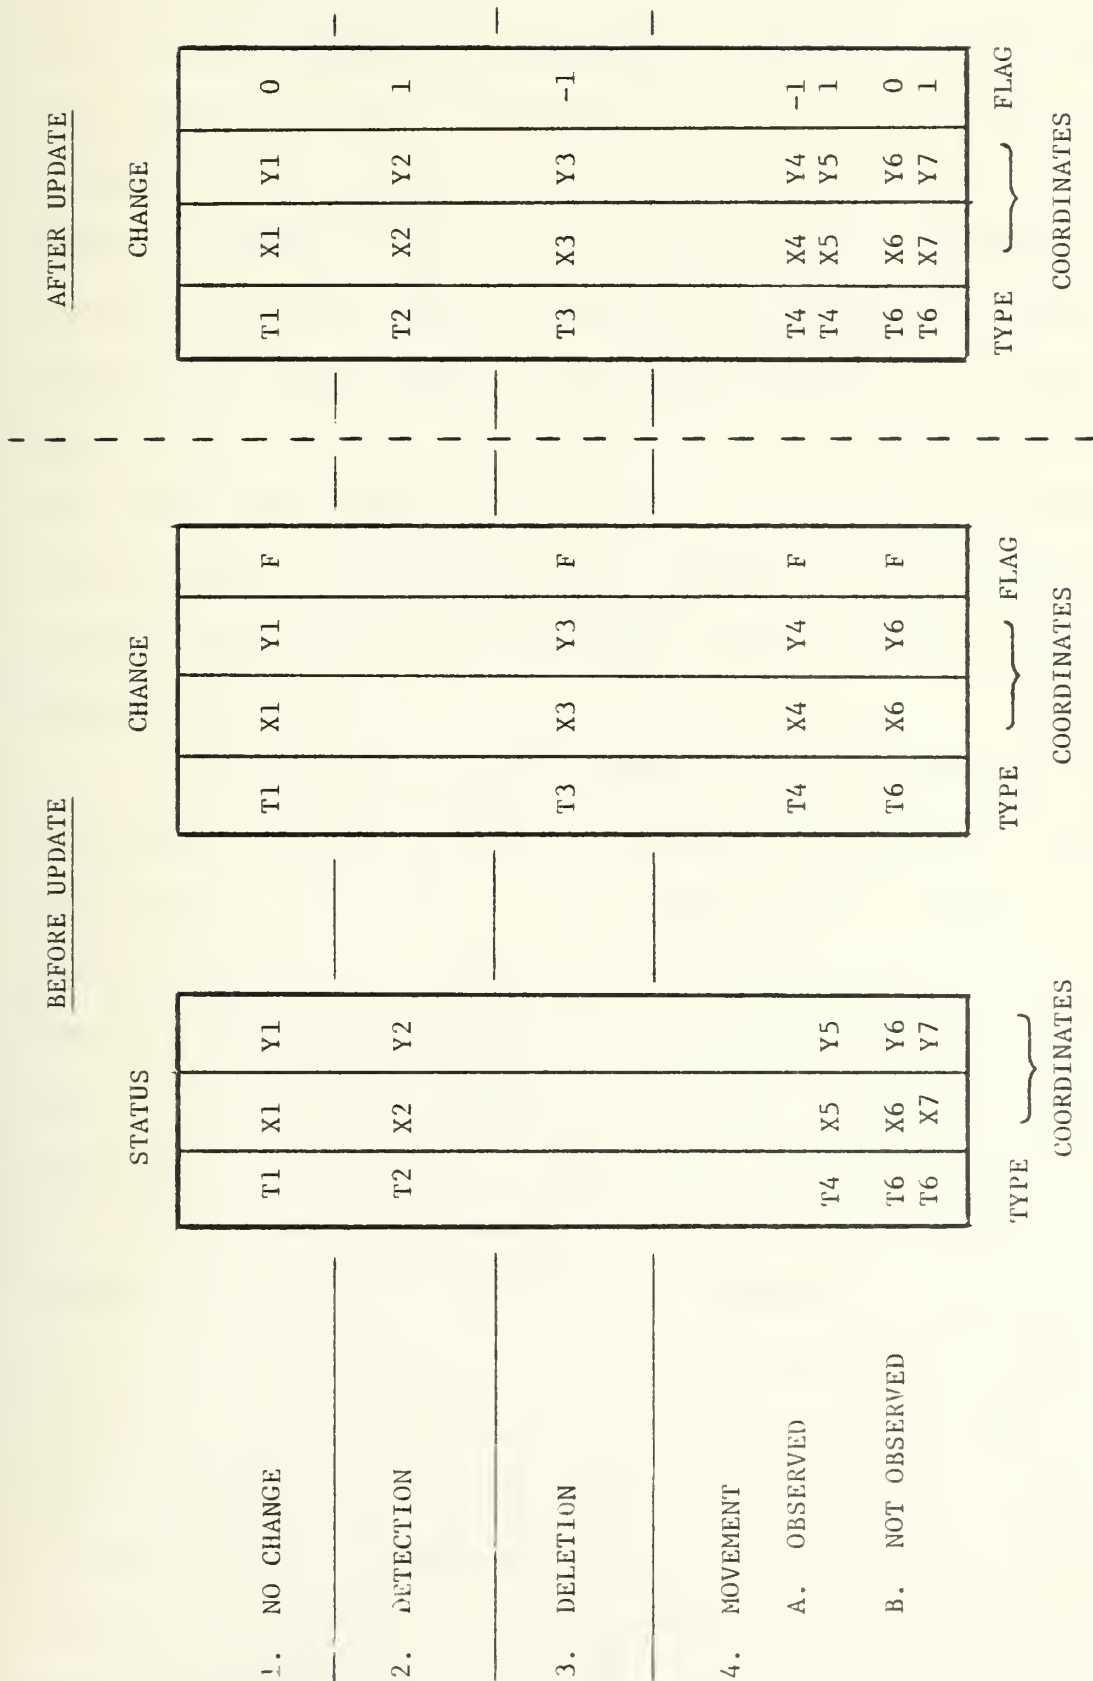 BEFORE UPDATE AFTER UPDATE
STATUS CHANGE CHANGE
1. NO CHANGE T1 X1 Y1 T1 X1 Y1 F T1 X1 Y1 0
2. DETECTION T2 X2 Y2 T2 X2 Y2 1
3. DELETION T3 X3 Y3 F T3 X3 Y3 -1
4. MOVEMENT
A. OBSERVED T4 X4 Y4 F T4 X4 Y4 -1
T4 X5 Y5 T4 X5 Y5 1
B. NOT OBSERVED T6 X6 Y6 T6 X6 Y6 F T6 X6 Y6 0
T6 X7 Y7 T6 X7 Y7 1
TYPE TYPE FLAG TYPE FLAG
COORDINATES COORDINATES COORDINATES